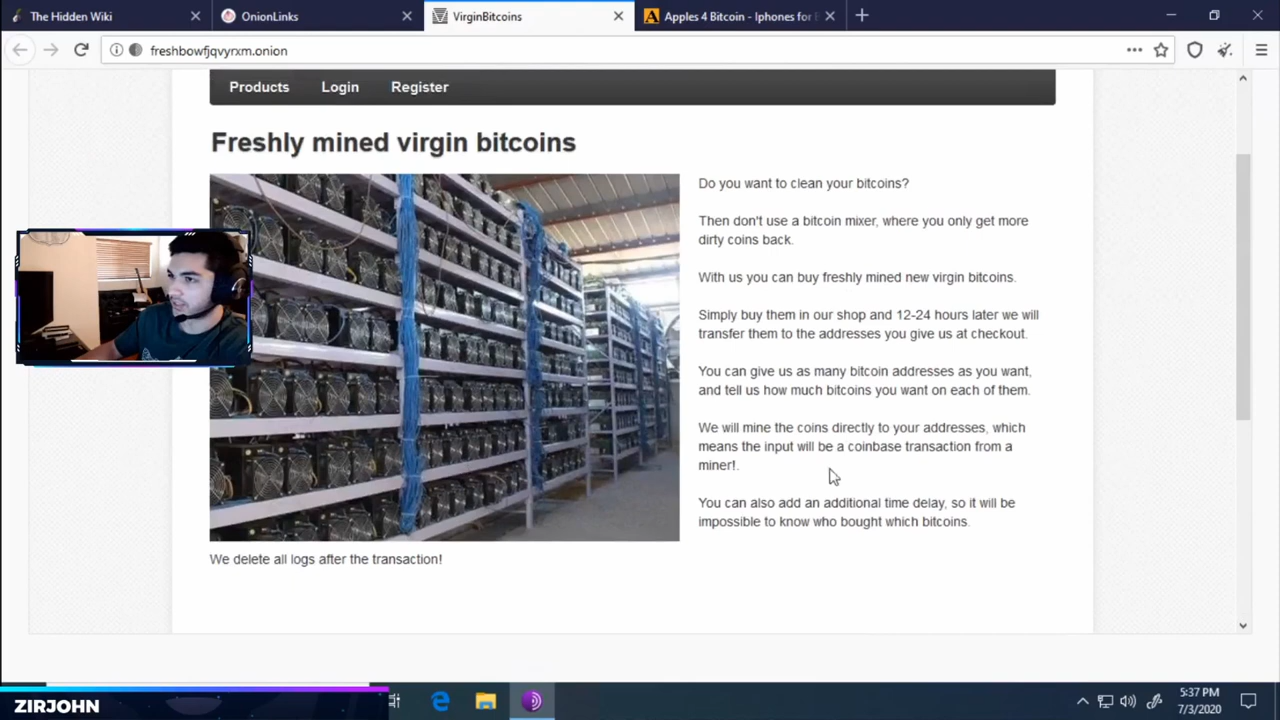 The Hidden Wiki
OnionLinks
VirginBitcoins
Apples 4 Bitcoin - Iphones for
freshbowfjqvyrxm.onion
Products
Login
Register
Freshly mined virgin bitcoins
Do you want to clean your bitcoins?
Then don't use a bitcoin mixer, where you only get more
dirty coins back.
With us you can buy freshly mined new virgin bitcoins.
Simply buy them in our shop and 12-24 hours later we will
transfer them to the addresses you give us at checkout.
You can give us as many bitcoin addresses as you want,
and tell us how much bitcoins you want on each of them.
We will mine the coins directly to your addresses, which
means the input will be a coinbase transaction from a
miner!.
You can also add an additional time delay, so it will be
impossible to know who bought which bitcoins.
We delete all logs after the transaction!
ZIRJOHN
5:37 PM
7/3/2020